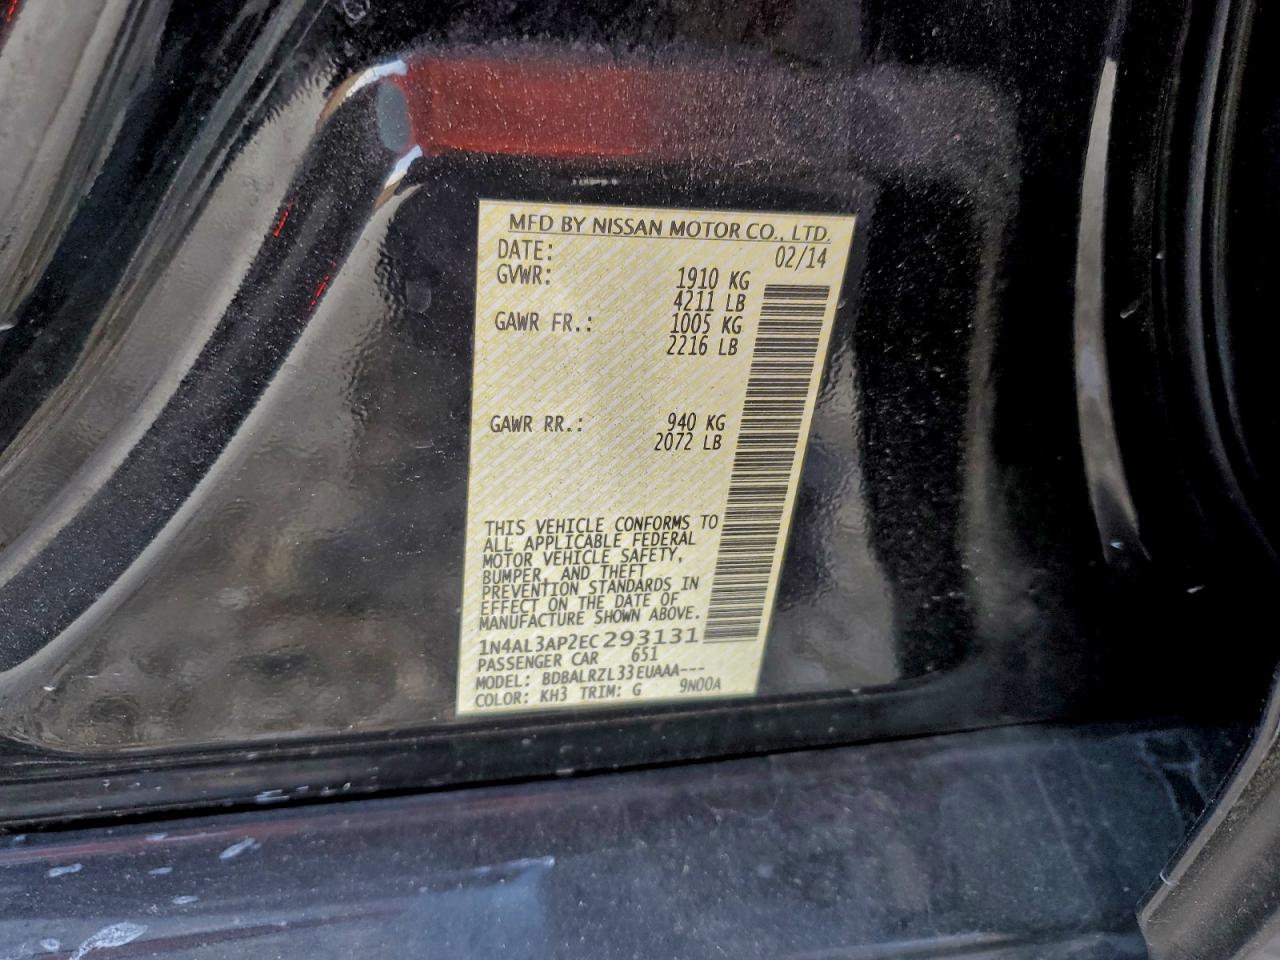 MFD BY NISSAN MOTOR CO., LTD.
DATE: 02/14
GVWR: 1910 KG
4211 LB
GAWR FR.: 1005 KG
2216 LB
GAWR RR.: 940 KG
2072 LB
THIS VEHICLE CONFORMS TO
ALL APPLICABLE FEDERAL
MOTOR VEHICLE SAFETY,
BUMPER, AND THEFT
PREVENTION STANDARDS IN
EFFECT ON THE DATE OF
MANUFACTURE SHOWN ABOVE.
1N4AL3AP2EC293131
PASSENGER CAR 651
MODEL: BDBALRZL33EUAAA---
COLOR: KH3 TRIM: G 9N00A